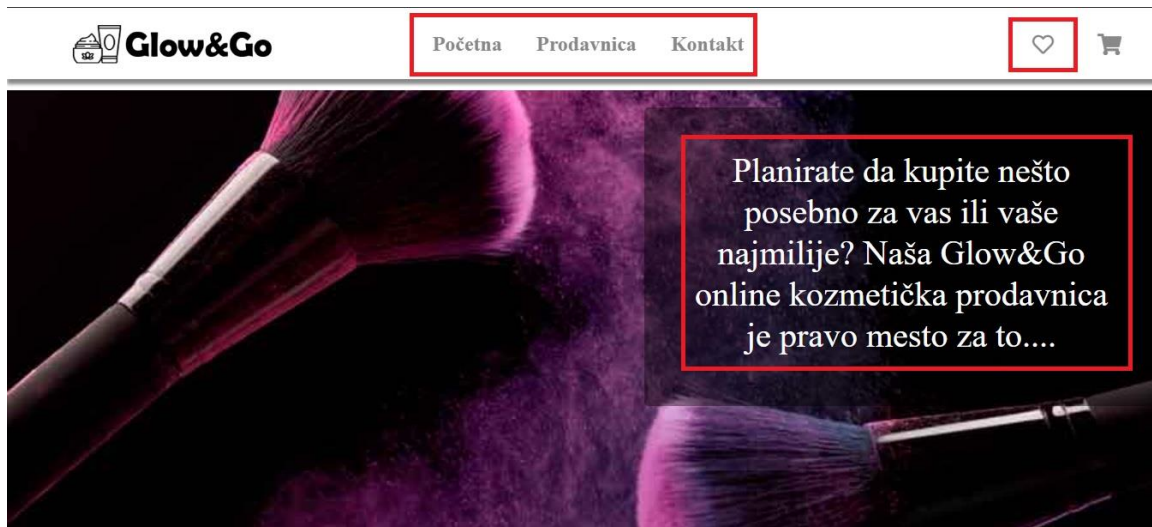 Glow&Go
Početna Prodavnica Kontakt
Planirate da kupite nešto
posebno za vas ili vaše
najmilije? Naša Glow&Go
online kozmetička prodavnica
je pravo mesto za to....